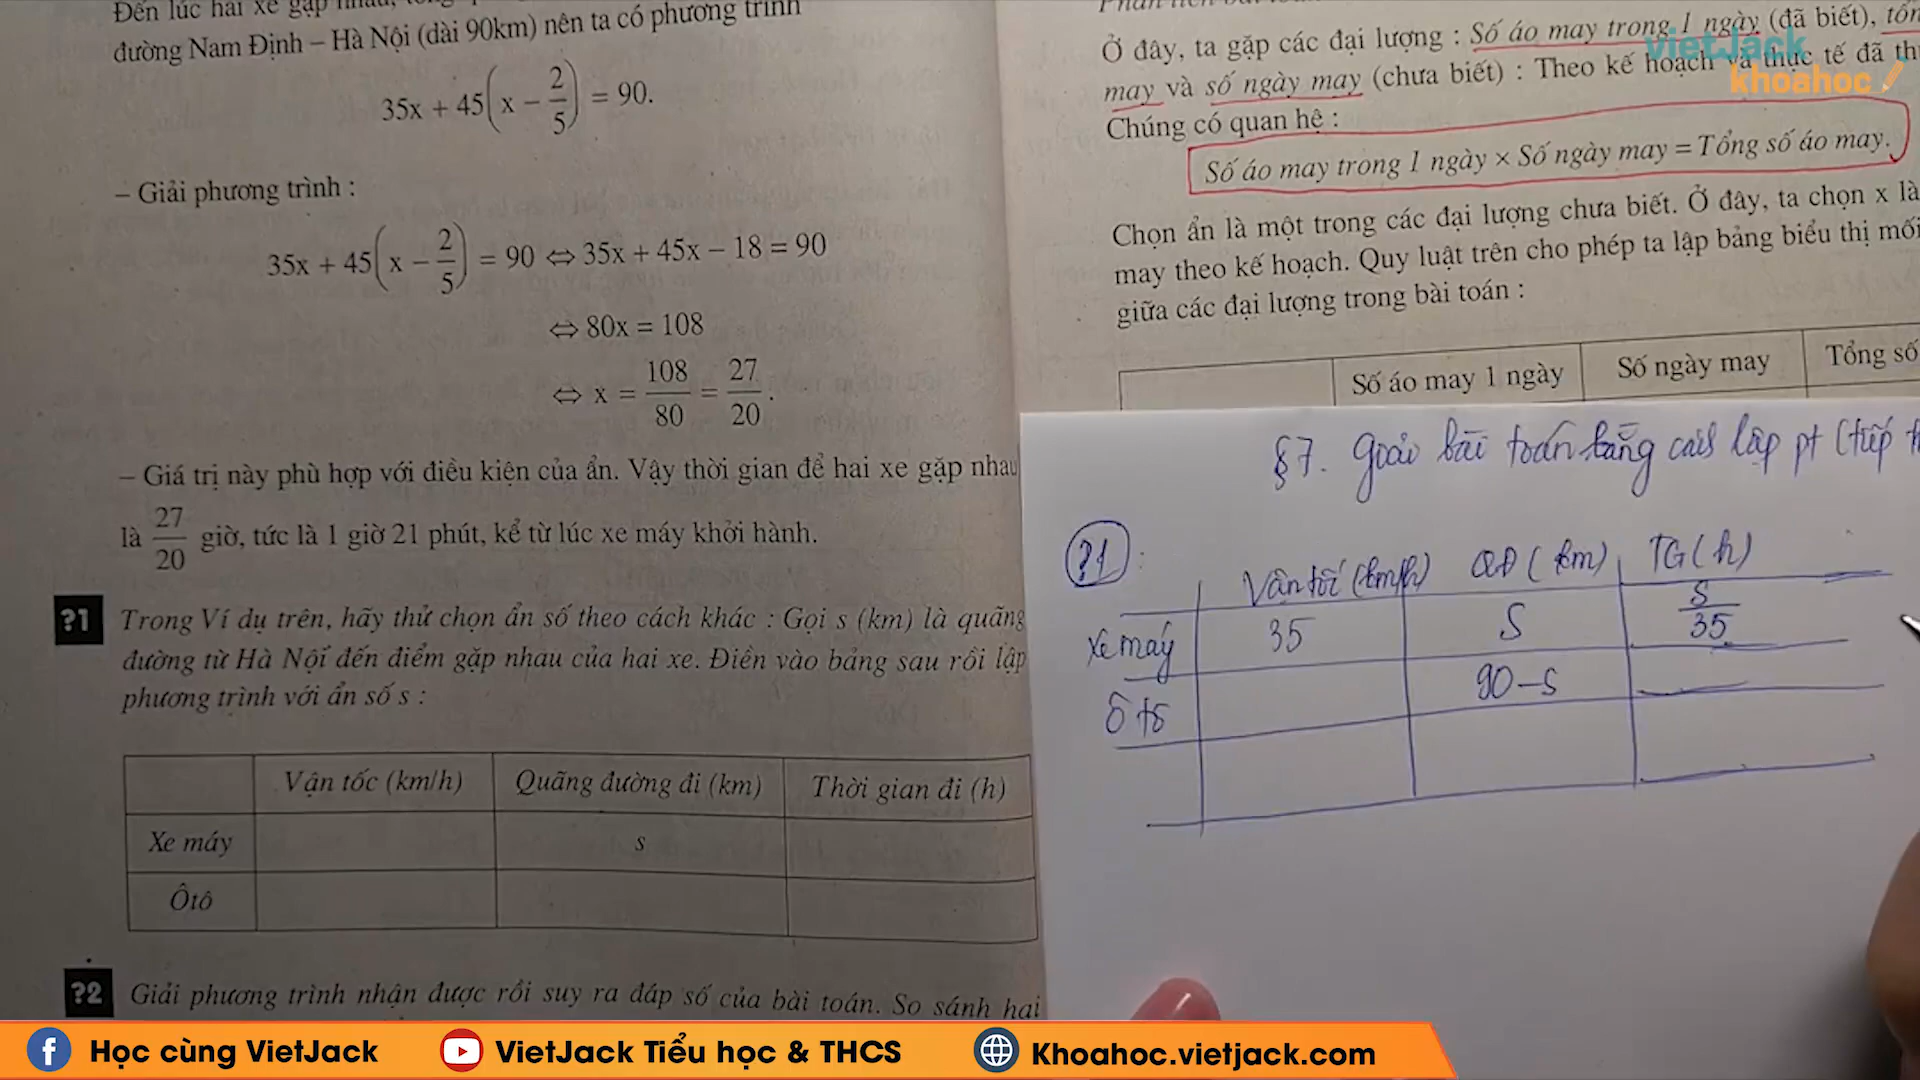 Đến lúc hai xe gặp nhau,
đường Nam Định – Hà Nội (dài 90km) nên ta có phương trình
35x + 45(x − 2/5) = 90.
– Giải phương trình :
35x + 45(x − 2/5) = 90 ⇔ 35x + 45x − 18 = 90
⇔ 80x = 108
⇔ x = 108/80 = 27/20.
– Giá trị này phù hợp với điều kiện của ẩn. Vậy thời gian để hai xe gặp nhau
là 27/20 giờ, tức là 1 giờ 21 phút, kể từ lúc xe máy khởi hành.
?1 Trong Ví dụ trên, hãy thử chọn ẩn số theo cách khác : Gọi s (km) là quãng
đường từ Hà Nội đến điểm gặp nhau của hai xe. Điền vào bảng sau rồi lập
phương trình với ẩn số s :
Vận tốc (km/h) Quãng đường đi (km) Thời gian đi (h)
Xe máy s
Ôtô
?2 Giải phương trình nhận được rồi suy ra đáp số của bài toán. So sánh hai
Ở đây, ta gặp các đại lượng : Số áo may trong 1 ngày (đã biết),
may và số ngày may (chưa biết) : Theo kế hoạch và thực tế đã
Chúng có quan hệ :
Số áo may trong 1 ngày × Số ngày may = Tổng số áo may.
Chọn ẩn là một trong các đại lượng chưa biết. Ở đây, ta chọn x là
may theo kế hoạch. Quy luật trên cho phép ta lập bảng biểu thị mối
giữa các đại lượng trong bài toán :
Số áo may 1 ngày Số ngày may Tổng số
vietJack
khoahoc
§7. Giải bài toán bằng cách lập pt (tiếp
?1 :
Vận tốc (km/h) QĐ (km) TG (h)
Xe máy 35 S S/35
Ô tô 90 − S
Học cùng VietJack
VietJack Tiểu học & THCS
Khoahoc.vietjack.com